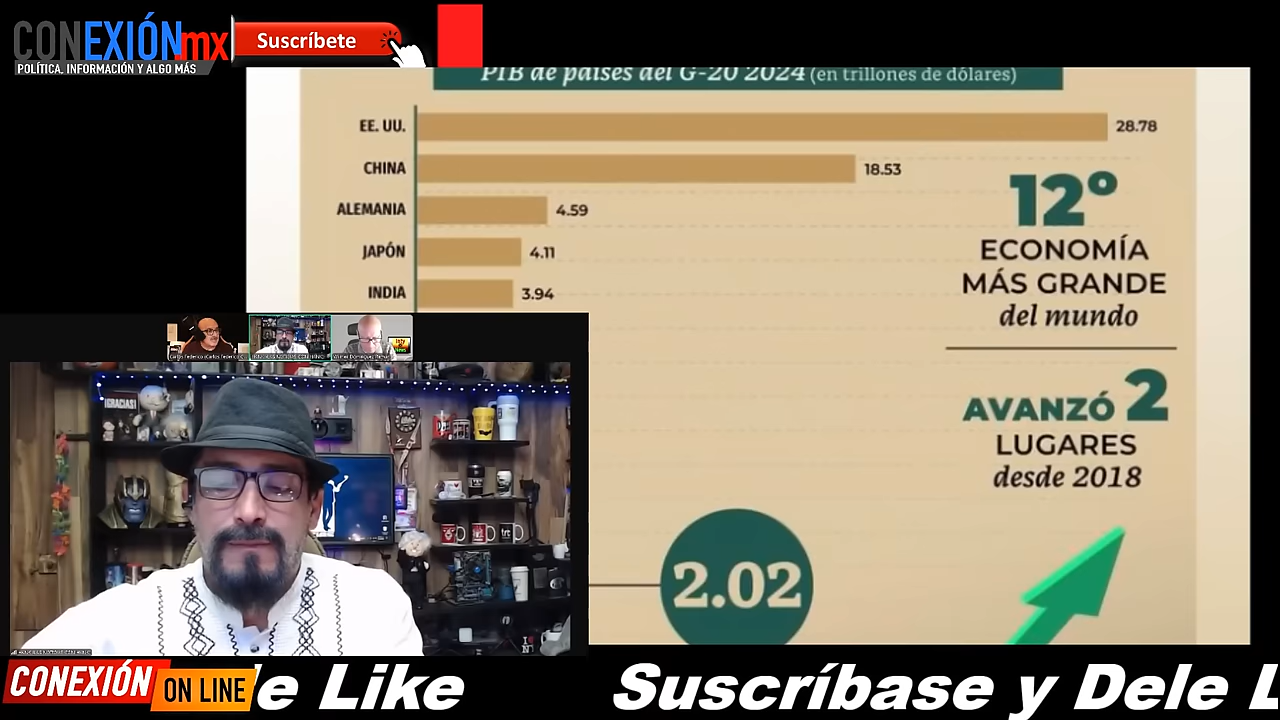 CONEXIÓNmx
POLÍTICA, INFORMACIÓN Y ALGO MÁS
Suscríbete
PIB de países del G-20 2024 (en trillones de dólares)
EE. UU. 28.78
CHINA 18.53
ALEMANIA 4.59
JAPÓN 4.11
INDIA 3.94
12º
ECONOMÍA
MÁS GRANDE
del mundo
AVANZÓ 2
LUGARES
desde 2018
2.02
¡GRACIAS!
CONEXIÓN
ON LINE
le Like Suscríbase y Dele L